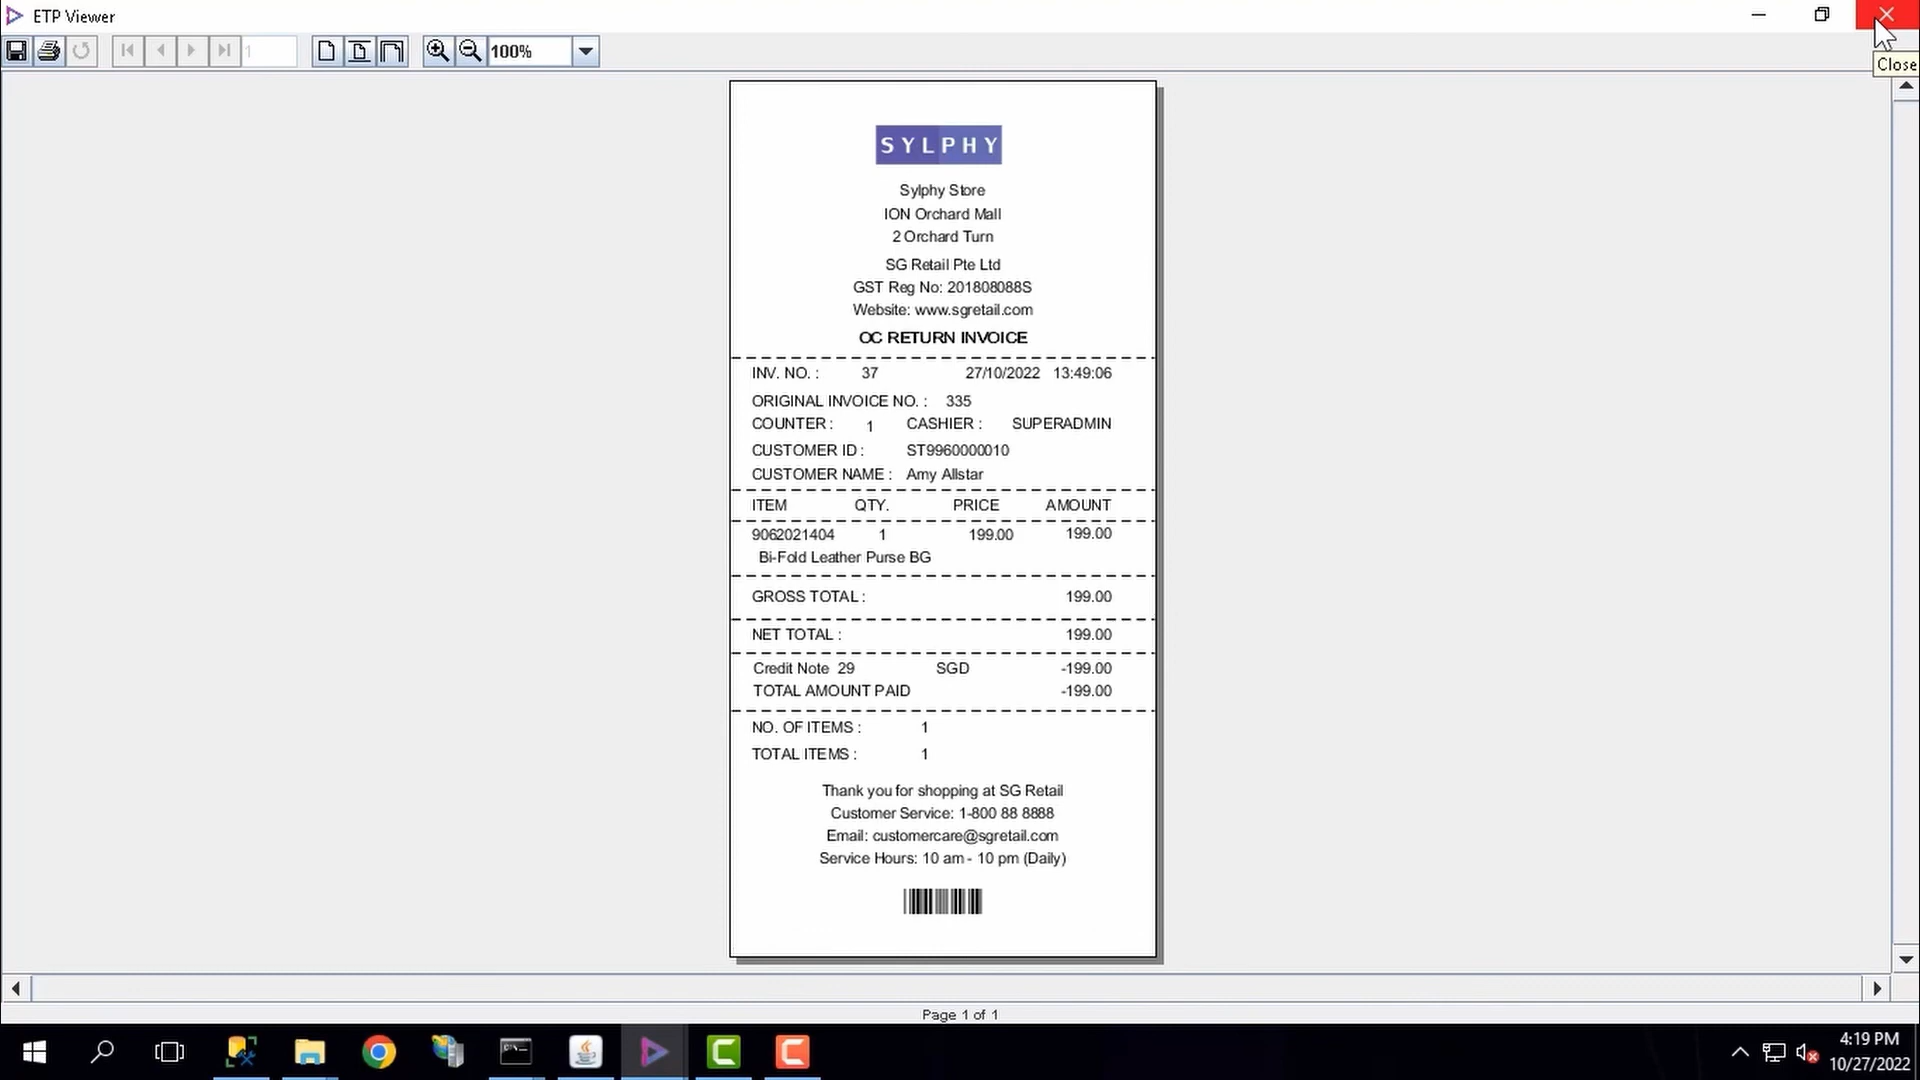 ETP Viewer
1
100%
Close
SYLPHY
Sylphy Store
ION Orchard Mall
2 Orchard Turn
SG Retail Pte Ltd
GST Reg No: 201808088S
Website: www.sgretail.com
OC RETURN INVOICE
INV. NO. : 37 27/10/2022 13:49:06
ORIGINAL INVOICE NO. : 335
COUNTER : 1 CASHIER : SUPERADMIN
CUSTOMER ID : ST9960000010
CUSTOMER NAME : Amy Allstar
ITEM QTY. PRICE AMOUNT
9062021404 1 199.00 199.00
Bi-Fold Leather Purse BG
GROSS TOTAL : 199.00
NET TOTAL : 199.00
Credit Note 29 SGD -199.00
TOTAL AMOUNT PAID -199.00
NO. OF ITEMS : 1
TOTAL ITEMS : 1
Thank you for shopping at SG Retail
Customer Service: 1-800 88 8888
Email: customercare@sgretail.com
Service Hours: 10 am - 10 pm (Daily)
Page 1 of 1
4:19 PM
10/27/2022